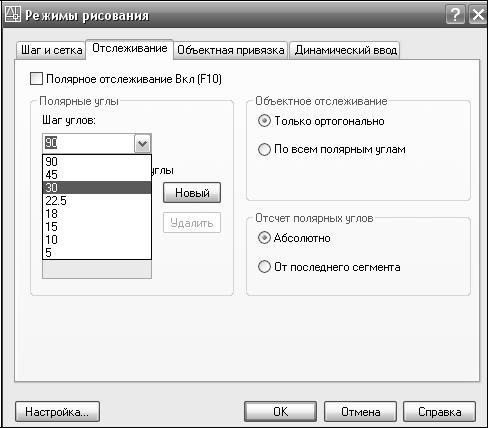 Режимы рисования
Шаг и сетка Отслеживание Объектная привязка Динамический ввод
Полярное отслеживание Вкл (F10)
Полярные углы
Шаг углов:
90
90
45
30
22.5
18
15
10
5
углы
Новый
Удалить
Объектное отслеживание
Только ортогонально
По всем полярным углам
Отсчет полярных углов
Абсолютно
От последнего сегмента
Настройка... OK Отмена Справка